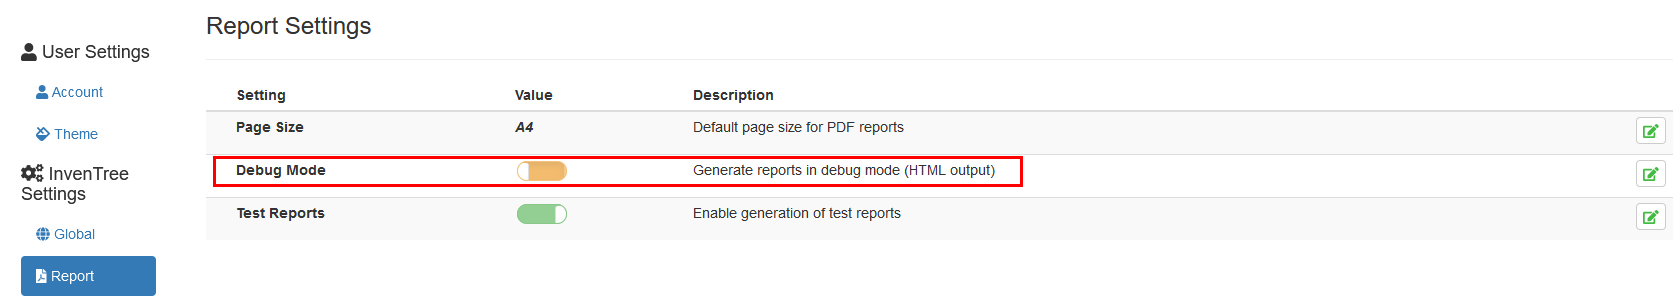 Report Settings
User Settings
Account
Theme
InvenTree
Settings
Global
Report
Setting Value Description
Page Size A4 Default page size for PDF reports
Debug Mode Generate reports in debug mode (HTML output)
Test Reports Enable generation of test reports